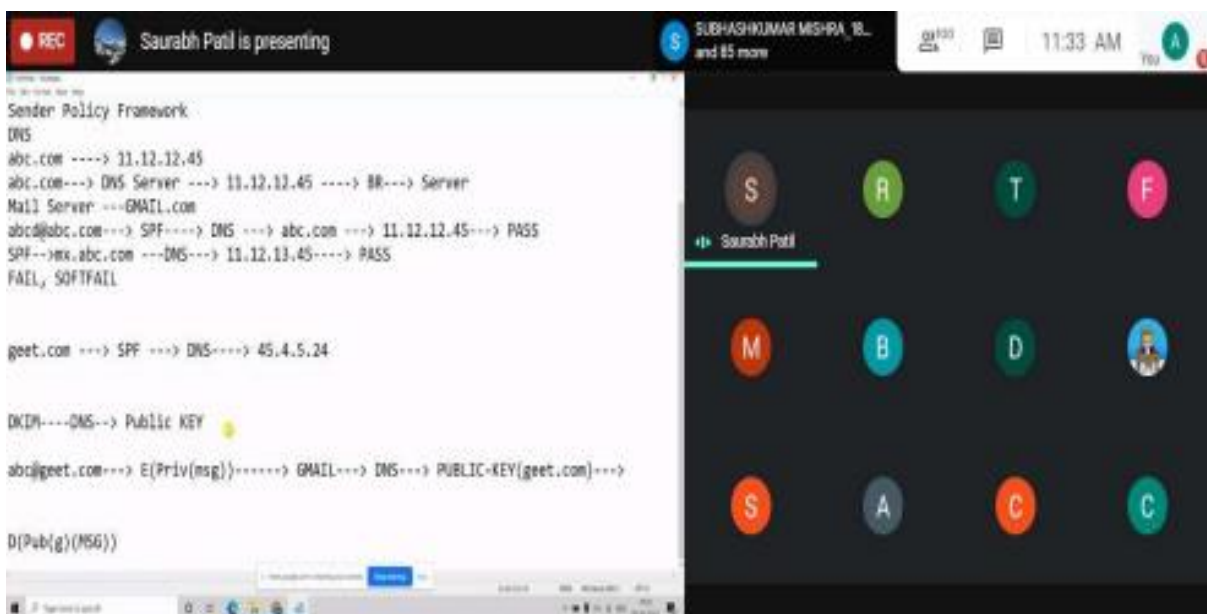 REC
Saurabh Patil is presenting
S
SUBHASHKUMAR MISHRA_18...
and 85 more
11:33 AM
You
A
Sender Policy Framework
DNS
abc.com ----> 11.12.12.45
abc.com---> DNS Server ---> 11.12.12.45 ----> BR---> Server
Mail Server ---GMAIL.com
abcd@abc.com---> SPF----> DNS ---> abc.com ---> 11.12.12.45---> PASS
SPF-->mx.abc.com ---DNS---> 11.12.13.45----> PASS
FAIL, SOFTFAIL
geet.com ---> SPF ---> DNS----> 45.4.5.24
DKIM----DNS--> Public KEY
abc@geet.com---> E(Priv(msg))------> GMAIL---> DNS---> PUBLIC-KEY(geet.com)--->
D(Pub(g)(MSG))
S
R
T
F
Saurabh Patil
M
B
D
S
A
C
C